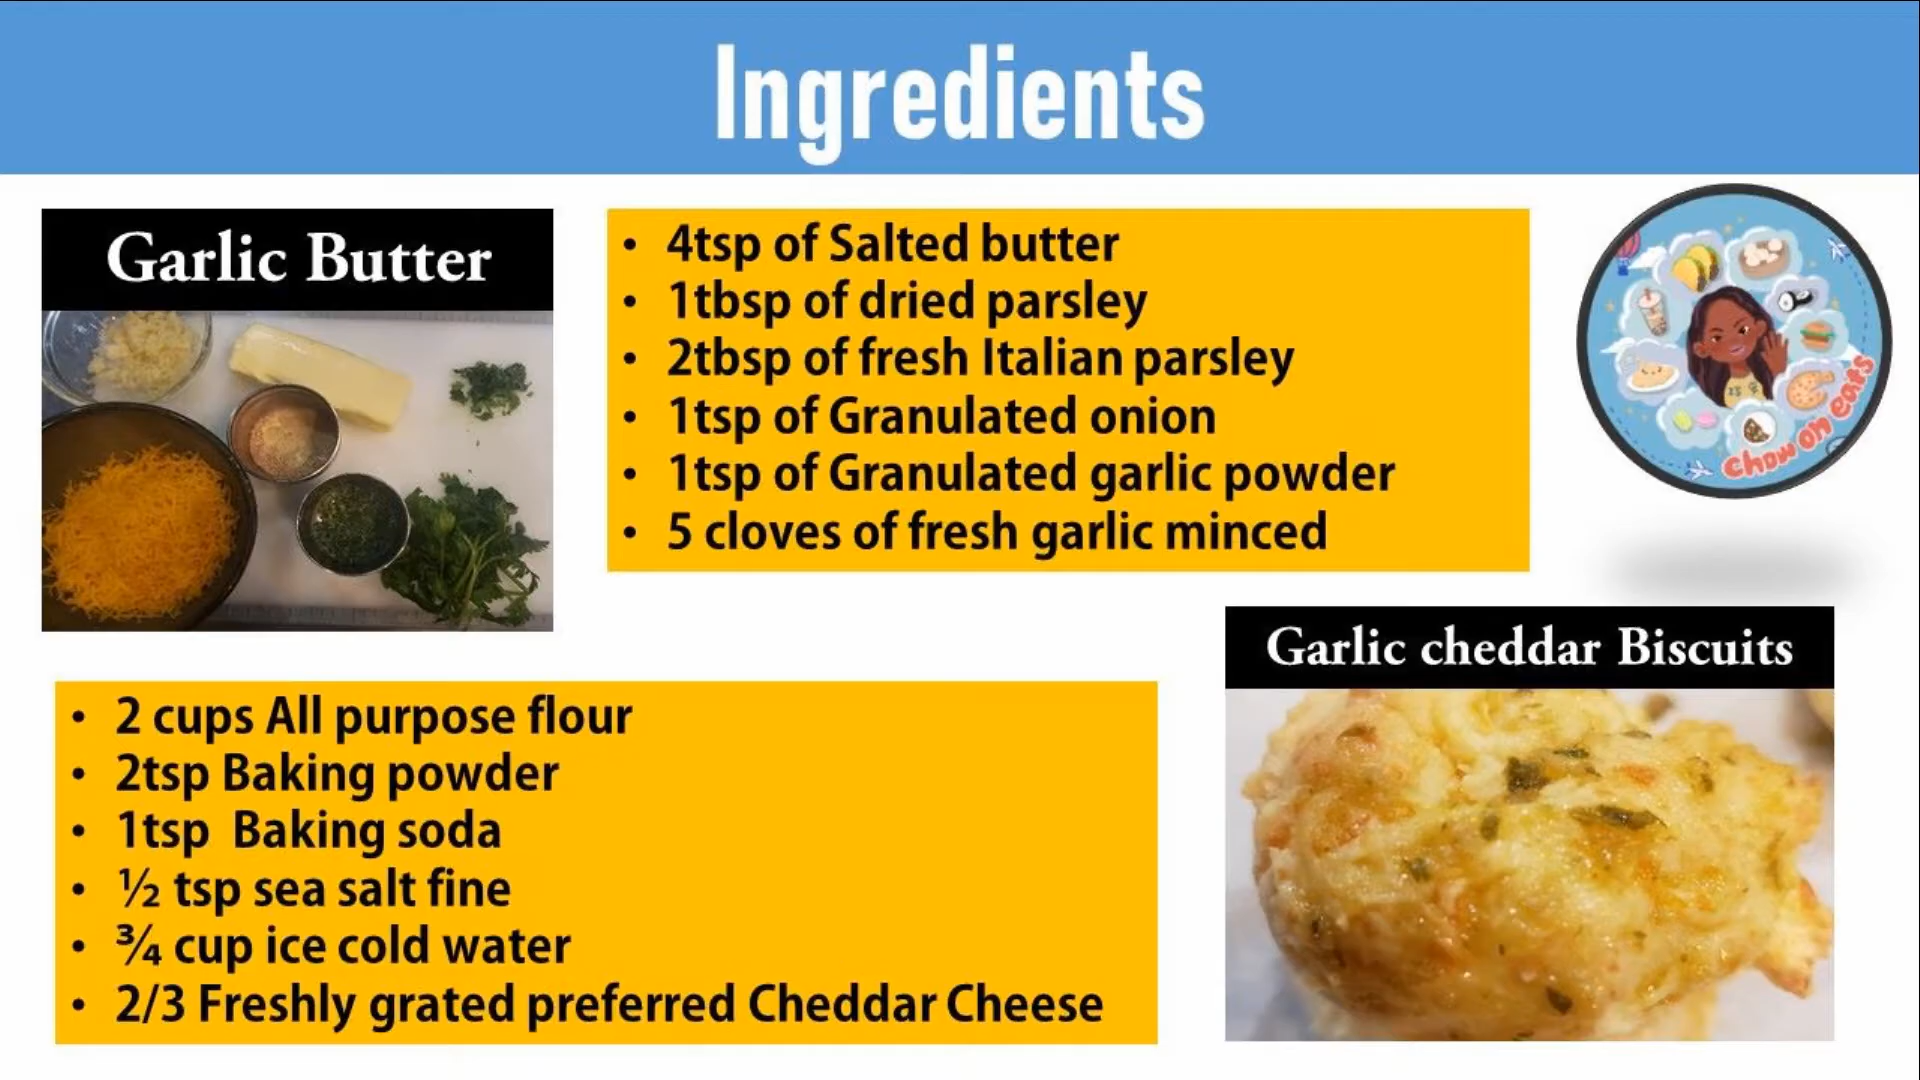 Ingredients
Garlic Butter
• 4tsp of Salted butter
• 1tbsp of dried parsley
• 2tbsp of fresh Italian parsley
• 1tsp of Granulated onion
• 1tsp of Granulated garlic powder
• 5 cloves of fresh garlic minced
chow on eats
Garlic cheddar Biscuits
• 2 cups All purpose flour
• 2tsp Baking powder
• 1tsp  Baking soda
• ½ tsp sea salt fine
• ¾ cup ice cold water
• 2/3 Freshly grated preferred Cheddar Cheese